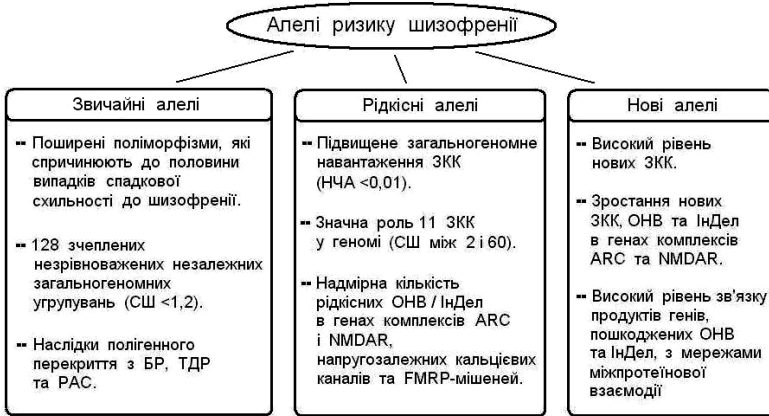 Алелі ризику шизофренії
Звичайні алелі
-- Поширені поліморфізми, які
спричинюють до половини
випадків спадкової
схильності до шизофренії.
-- 128 зчеплених
незрівноважених незалежних
загальногеномних
угрупувань (СШ <1,2).
-- Наслідки полігенного
перекриття з БР, ТДР
та РАС.
Рідкісні алелі
-- Підвищене загальногеномне
навантаження ЗКК
(НЧА <0,01).
-- Значна роль 11 ЗКК
у геномі (СШ між 2 і 60).
-- Надмірна кількість
рідкісних ОНВ / ІнДел
в генах комплексів ARC
і NMDAR,
напругозалежних кальцієвих
каналів та FMRP-мішеней.
Нові алелі
-- Високий рівень
нових ЗКК.
-- Зростання нових
ЗКК, ОНВ та ІнДел
в генах комплексів
ARC та NMDAR.
-- Високий рівень зв'язку
продуктів генів,
пошкоджених ОНВ
та ІнДел, з мережами
міжпротеїнової
взаємодії